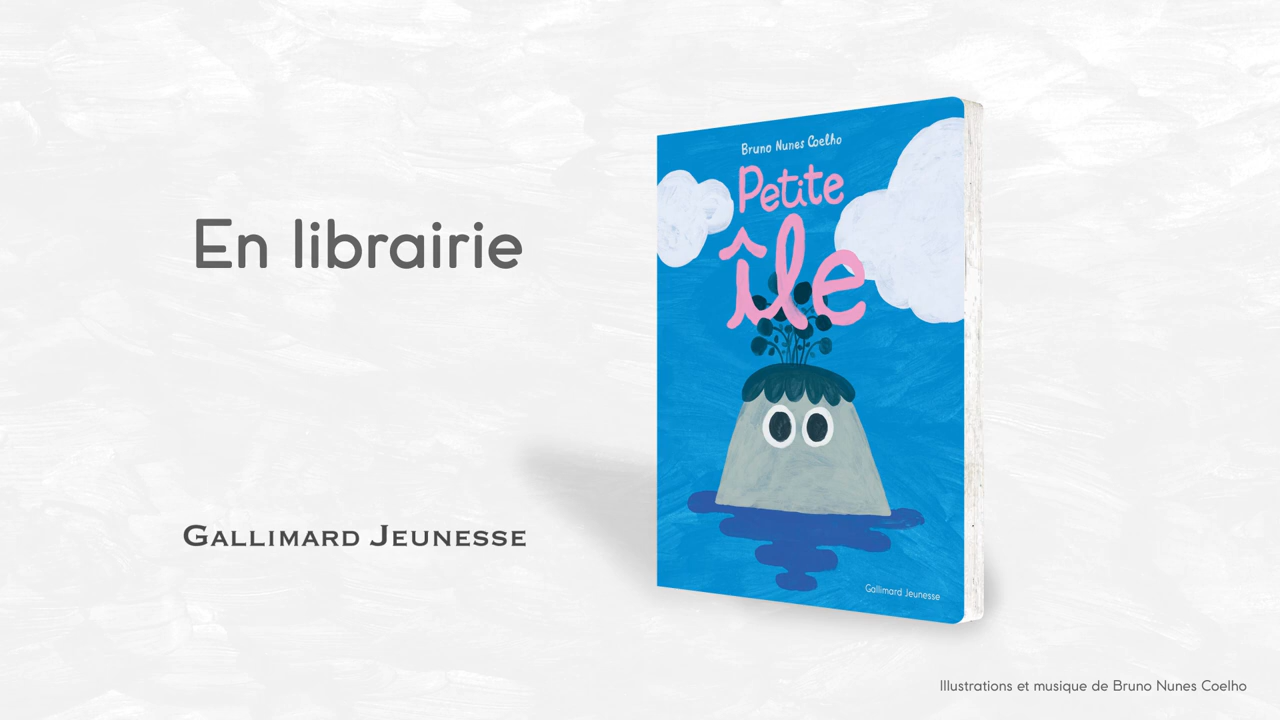 En librairie
GALLIMARD JEUNESSE
Bruno Nunes Coelho
Petite
île
Gallimard Jeunesse
Illustrations et musique de Bruno Nunes Coelho